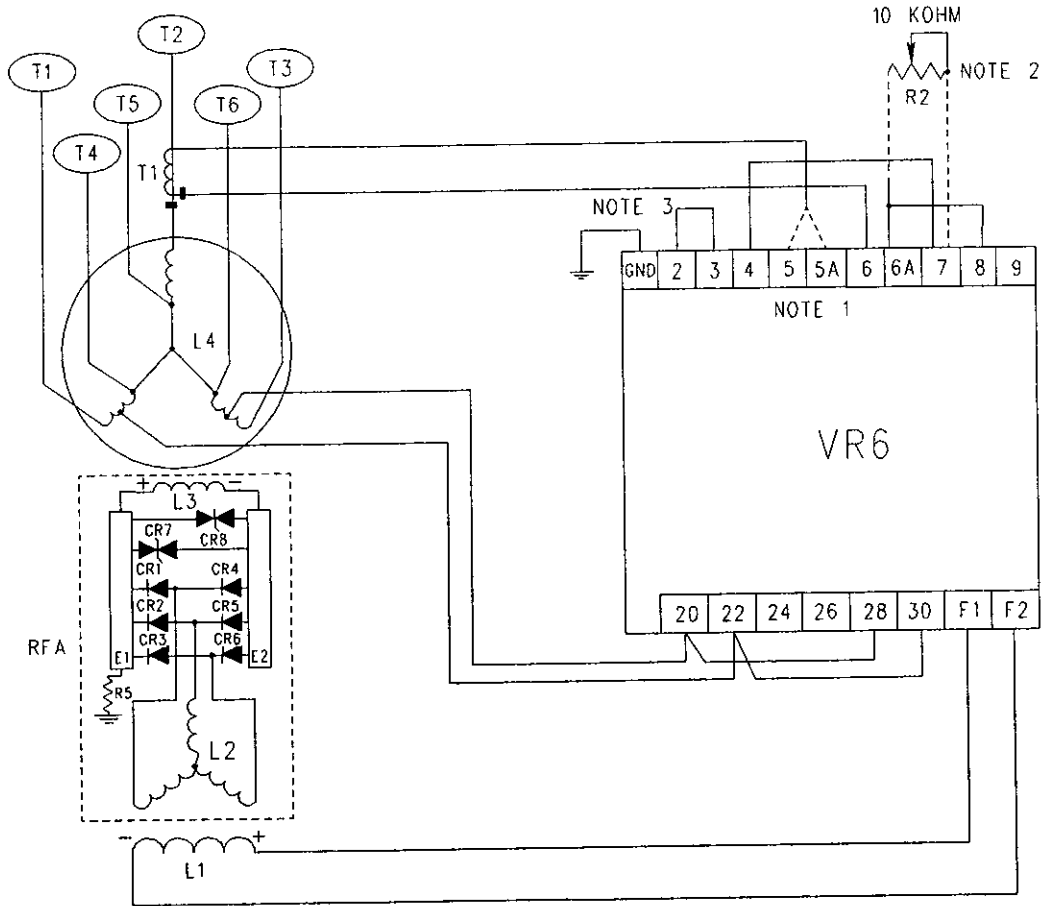 10 KOHM
T2
T1
T3
NOTE 2
T5
T6
R2
T4
T1
NOTE 3
GND 2 3 4 5 5A 6 6A 7 8 9
NOTE 1
L4
VR6
+ -
L3
CR7
CR8
CR1 CR4
CR2 CR5
20 22 24 26 28 30 F1 F2
CR3 CR6
RFA
E1 E2
R5
L2
- +
L1